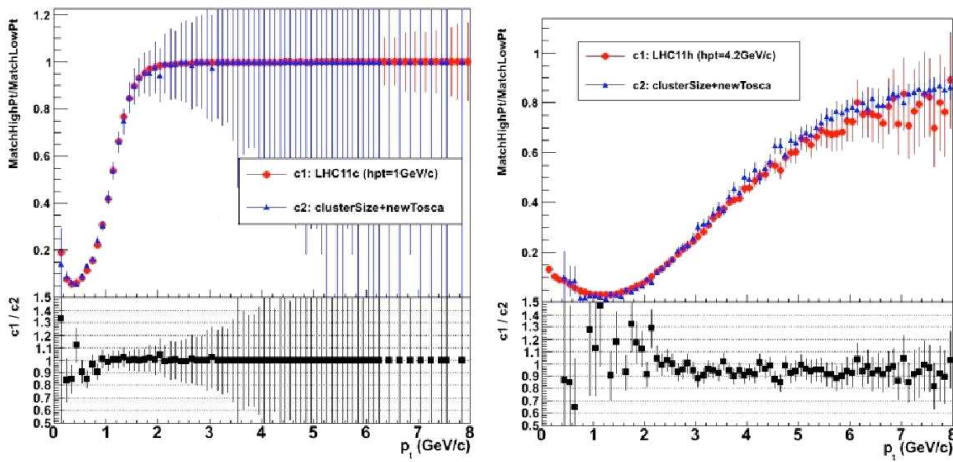 MatchHighPt/MatchLowPt
1.2
1
0.8
0.6
0.4
0.2
c1: LHC11c (hpt=1GeV/c)
c2: clusterSize+newTosca
c1 / c2
1.5
1.4
1.3
1.2
1.1
1.0
0.9
0.8
0.7
0.6
0.5
0 1 2 3 4 5 6 7 8
pt (GeV/c)
MatchHighPt/MatchLowPt
1
0.8
0.6
0.4
0.2
c1: LHC11h (hpt=4.2GeV/c)
c2: clusterSize+newTosca
c1 / c2
1.5
1.4
1.3
1.2
1.1
1.0
0.9
0.8
0.7
0.6
0.5
0 1 2 3 4 5 6 7 8
pt (GeV/c)